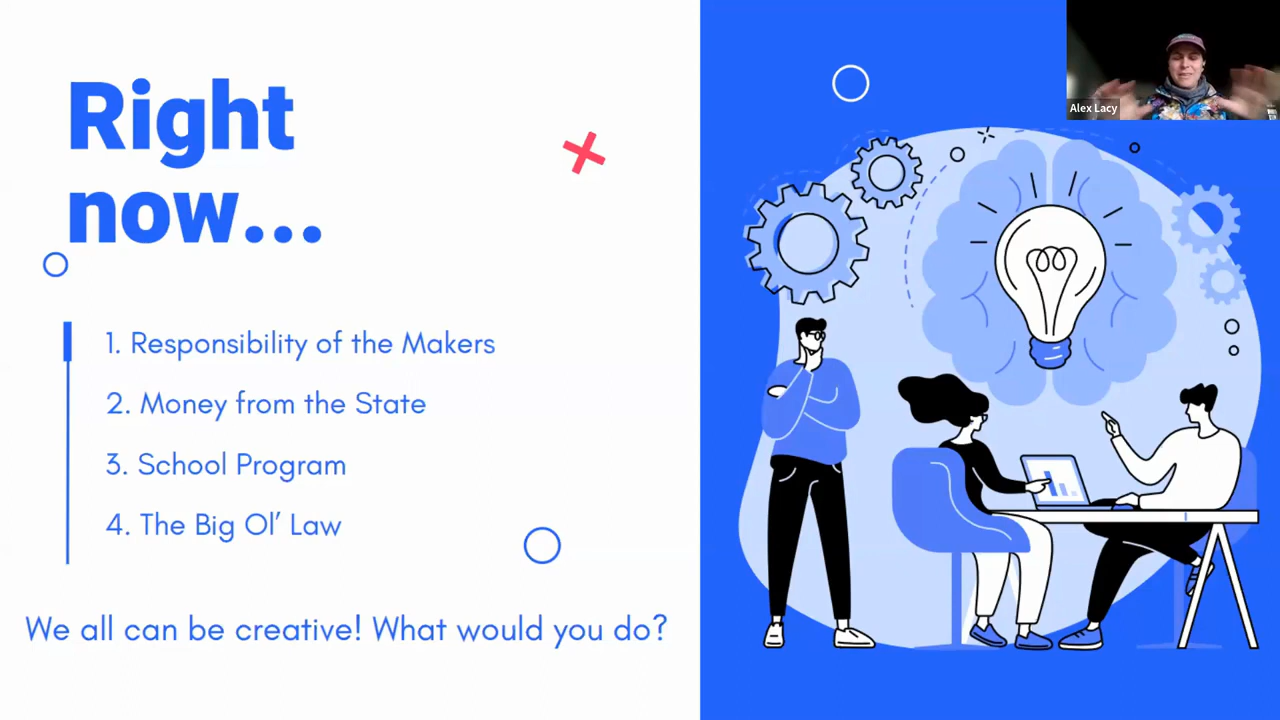 Right
now...
1. Responsibility of the Makers
2. Money from the State
3. School Program
4. The Big Ol’ Law
We all can be creative! What would you do?
Alex Lacy